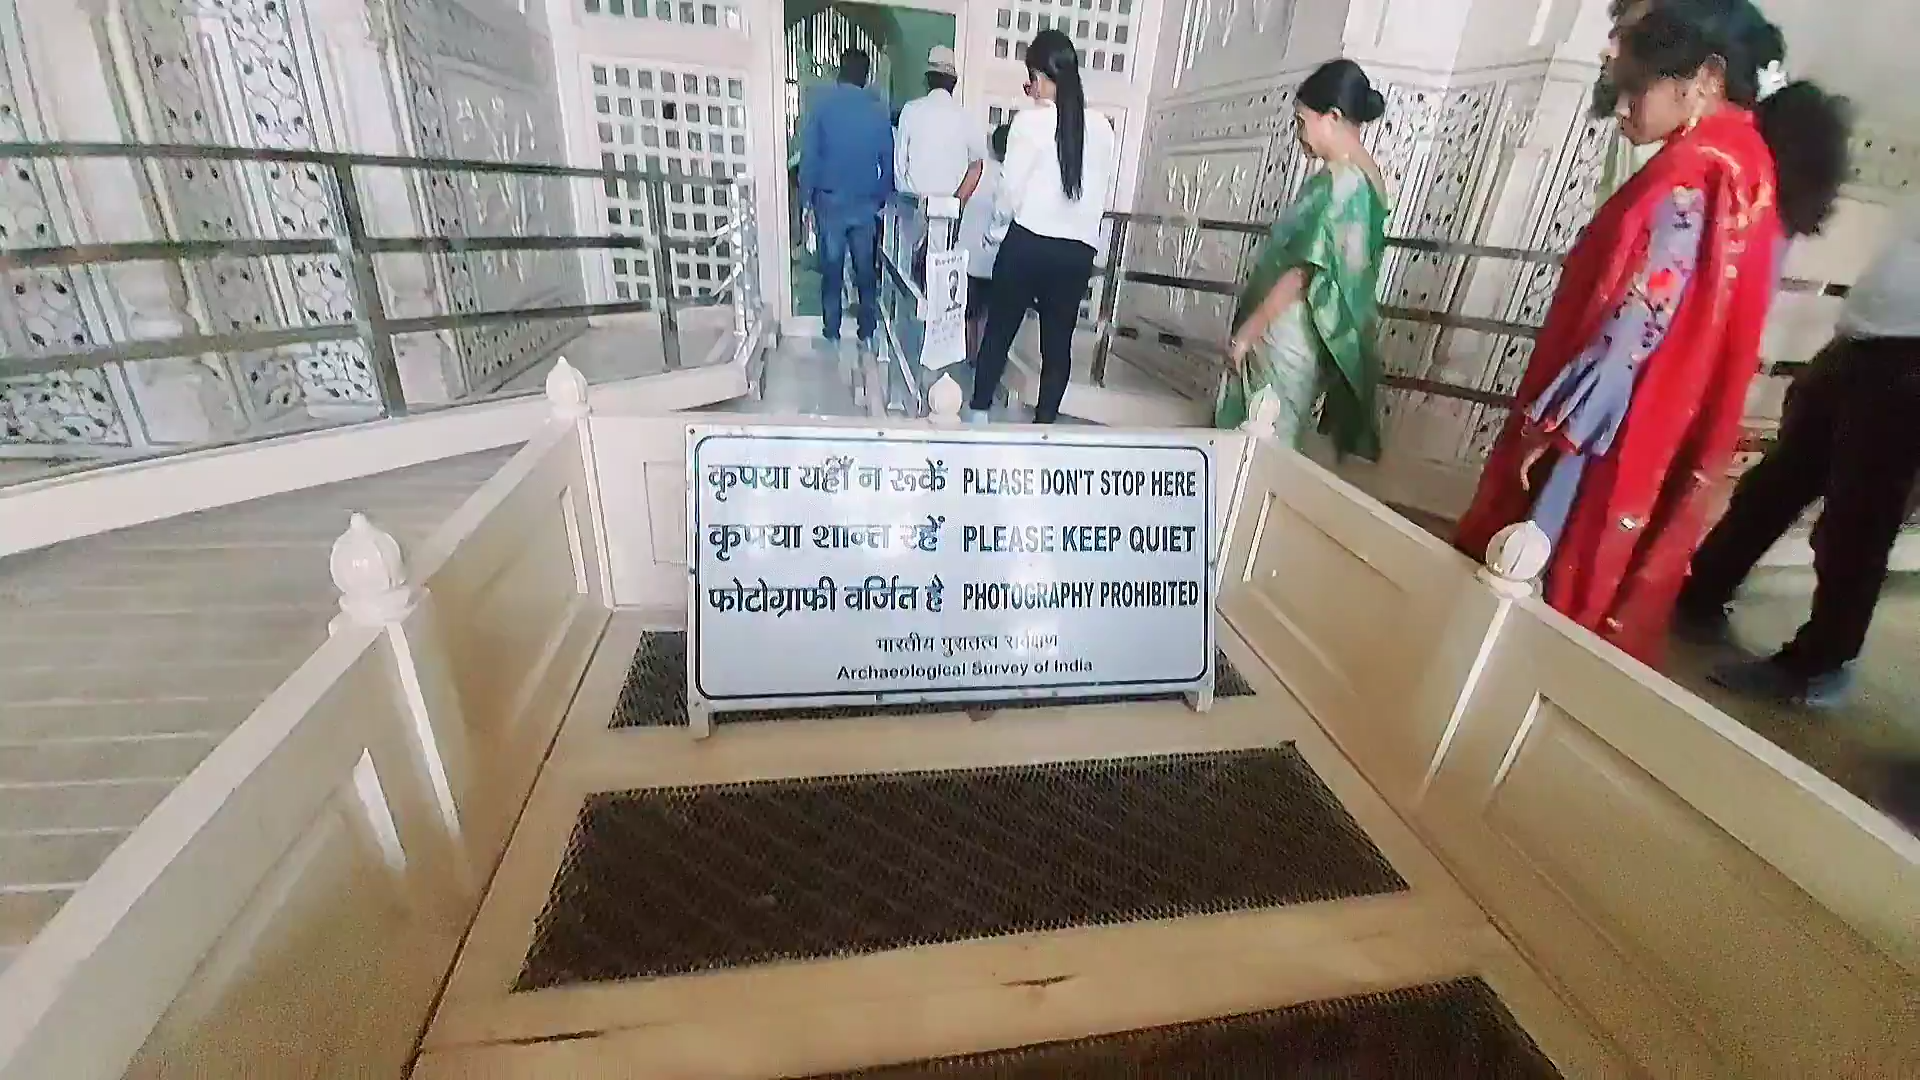 कृपया यहाँ न रूकें PLEASE DON'T STOP HERE
कृपया शान्त रहें PLEASE KEEP QUIET
फोटोग्राफी वर्जित है PHOTOGRAPHY PROHIBITED
भारतीय पुरातत्व सर्वेक्षण
Archaeological Survey of India